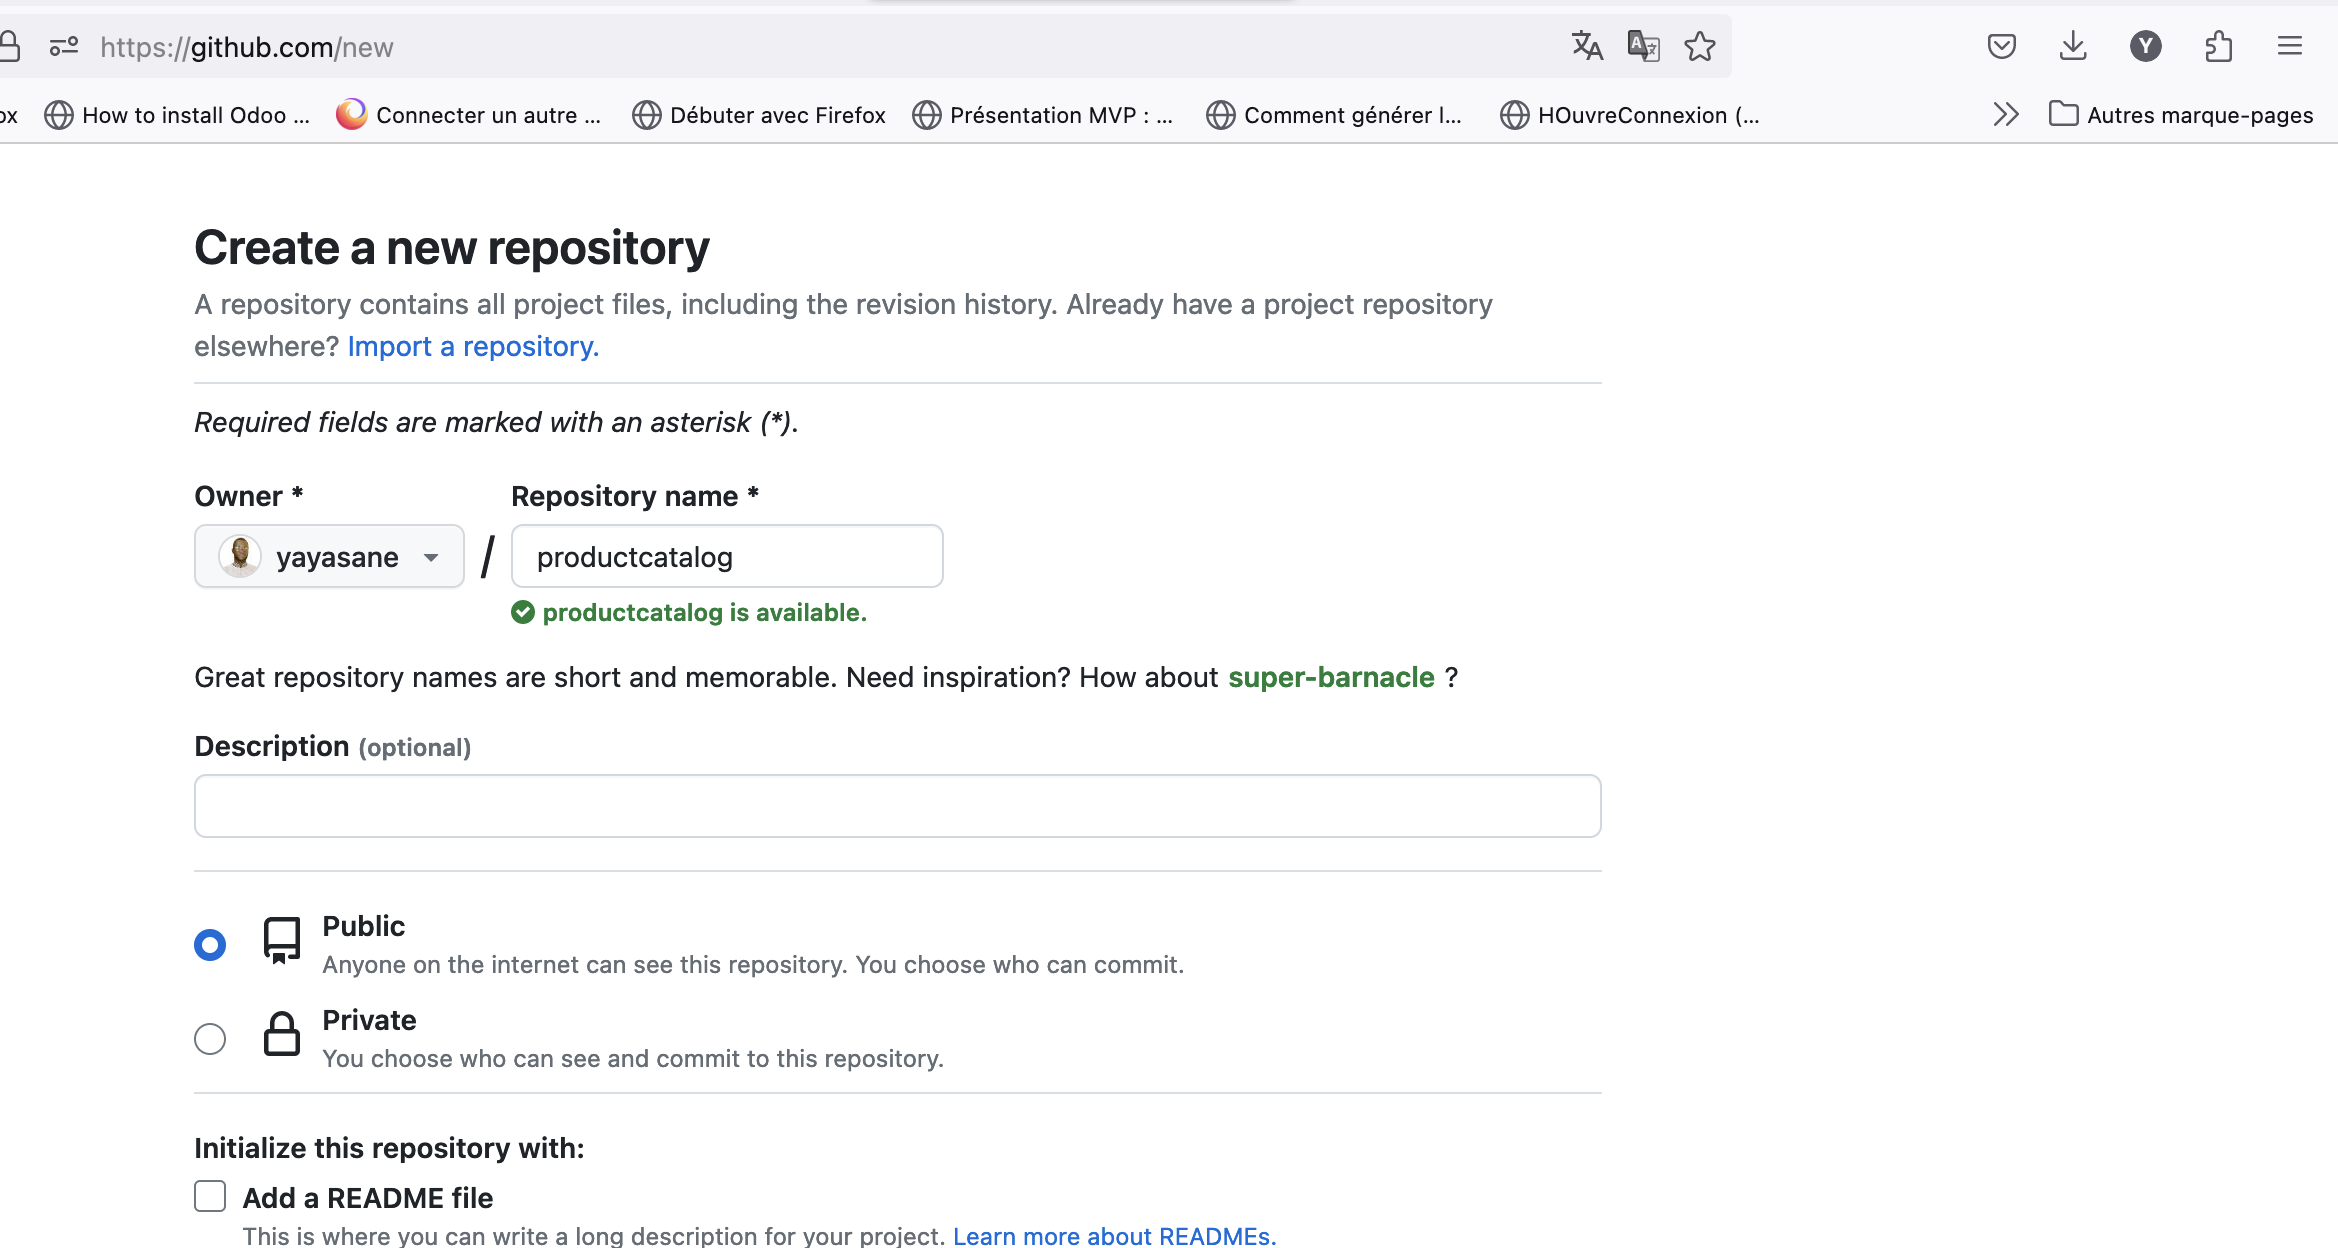 https://github.com/new
ox How to install Odoo ... Connecter un autre ... Débuter avec Firefox Présentation MVP : ... Comment générer l... HOuvreConnexion (... Autres marque-pages
Create a new repository
A repository contains all project files, including the revision history. Already have a project repository
elsewhere? Import a repository.
Required fields are marked with an asterisk (*).
Owner * Repository name *
yayasane / productcatalog
productcatalog is available.
Great repository names are short and memorable. Need inspiration? How about super-barnacle ?
Description (optional)
Public
Anyone on the internet can see this repository. You choose who can commit.
Private
You choose who can see and commit to this repository.
Initialize this repository with:
Add a README file
This is where you can write a long description for your project. Learn more about READMEs.